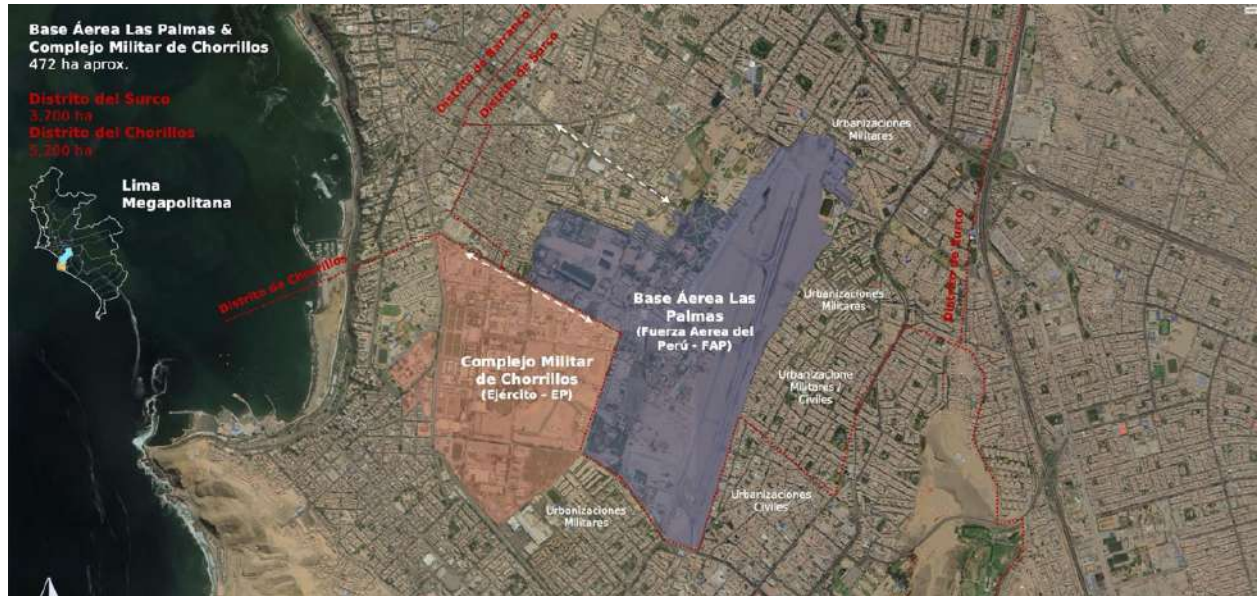 Base Áerea Las Palmas &
Complejo Militar de Chorrillos
472 ha aprox.
Distrito del Surco
3,700 ha
Distrito del Chorillos
5,200 ha
Lima
Megapolitana
Distrito de Barranco
Distrito de Surco
Urbanizaciones
Militares
Distrito de Surco
Distrito de Chorrillos
Base Áerea Las
Palmas
(Fuerza Aerea del
Perú - FAP)
Urbanizaciones
Militares
Complejo Militar
de Chorrillos
(Ejército - EP)
Urbanizacione
Militares /
Civiles
Urbanizaciones
Civiles
Urbanizaciones
Militares